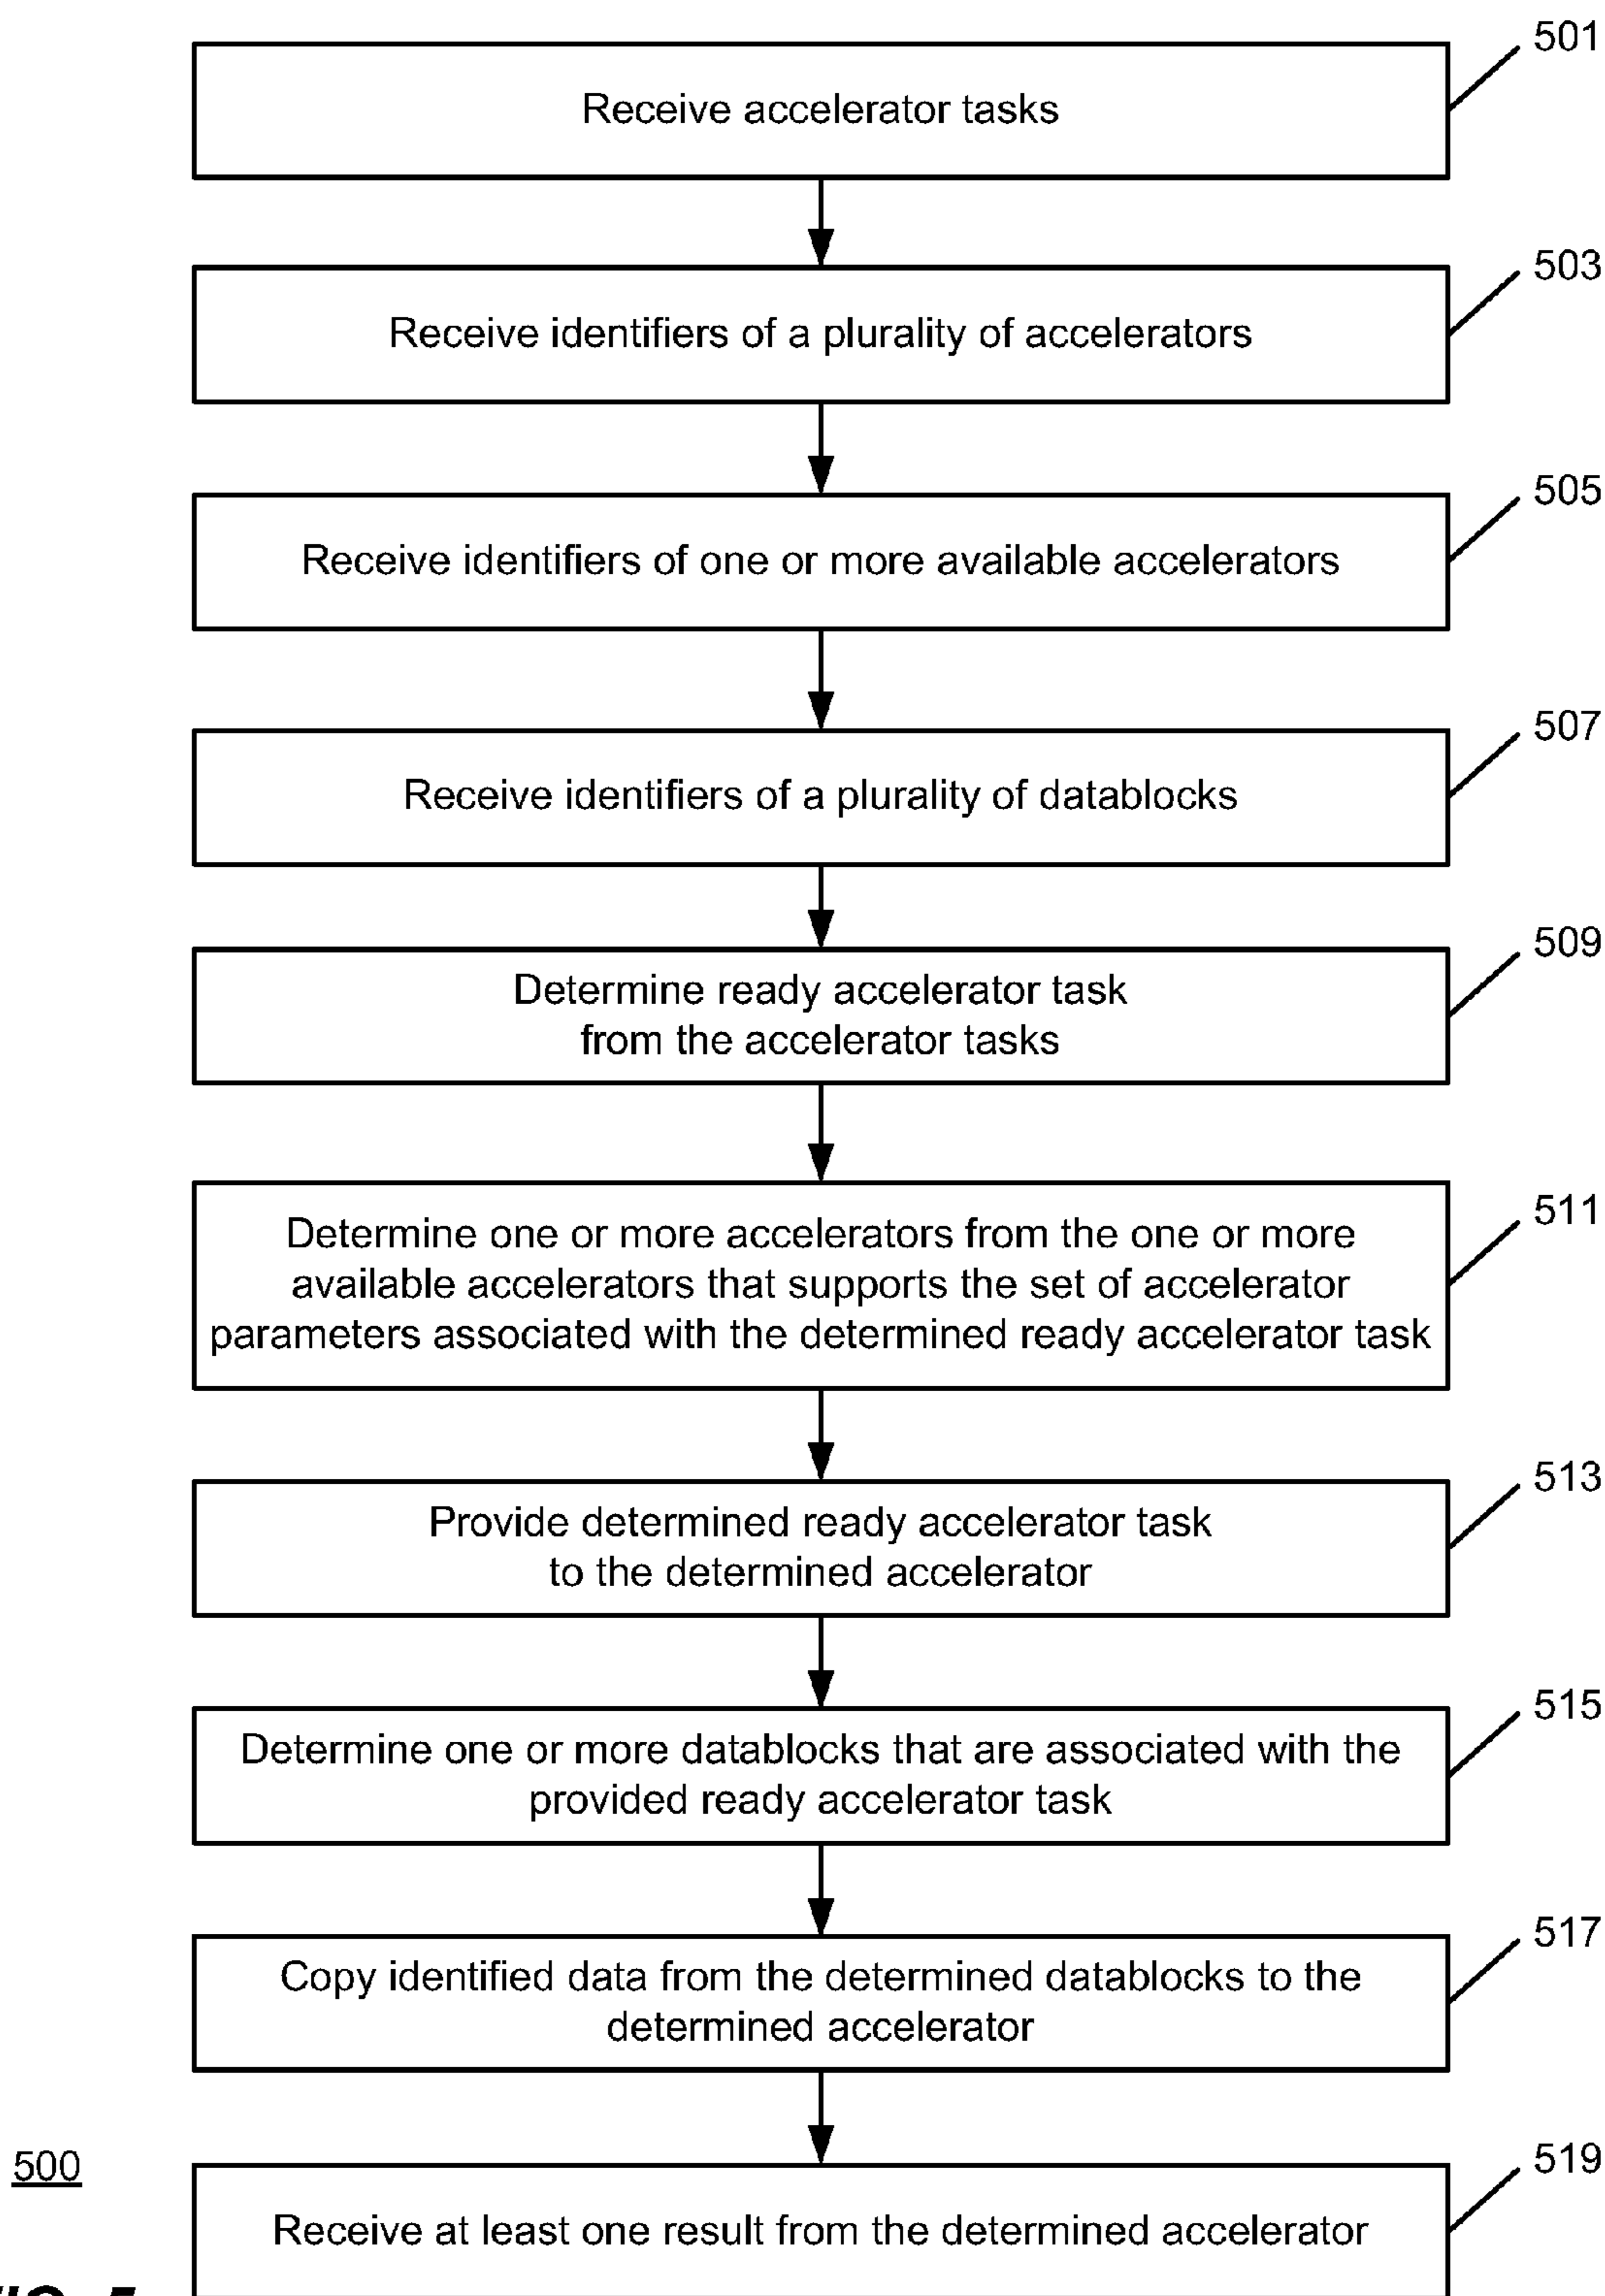 501
Receive accelerator tasks
503
Receive identifiers of a plurality of accelerators
505
Receive identifiers of one or more available accelerators
507
Receive identifiers of a plurality of datablocks
509
Determine ready accelerator task
from the accelerator tasks
511
Determine one or more accelerators from the one or more
available accelerators that supports the set of accelerator
parameters associated with the determined ready accelerator task
513
Provide determined ready accelerator task
to the determined accelerator
515
Determine one or more datablocks that are associated with the
provided ready accelerator task
517
Copy identified data from the determined datablocks to the
determined accelerator
500
519
Receive at least one result from the determined accelerator